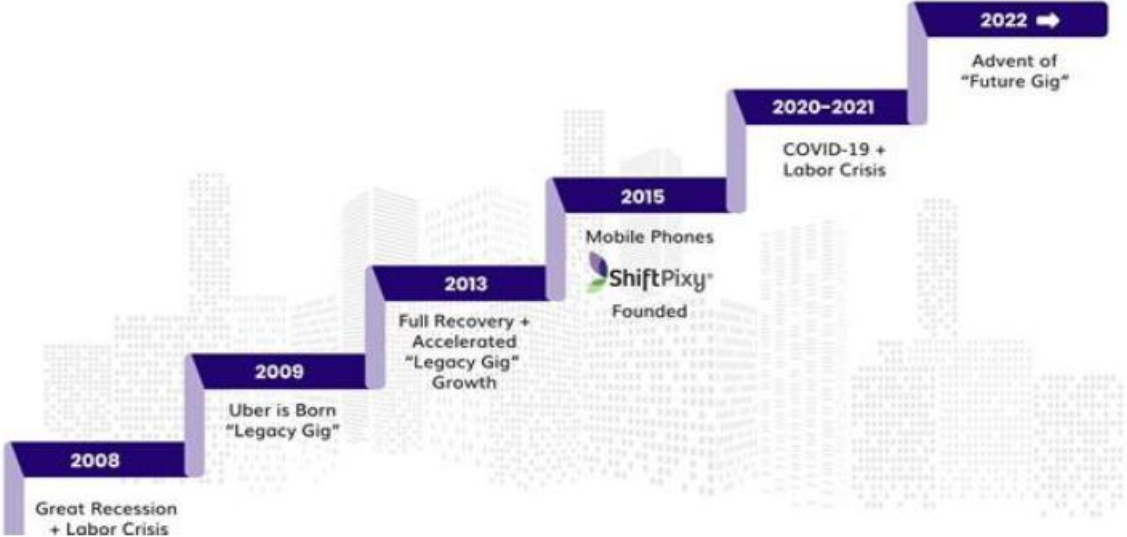 2022
Advent of
“Future Gig”
2020-2021
COVID-19 +
Labor Crisis
2015
Mobile Phones
ShiftPixy®
Founded
2013
Full Recovery +
Accelerated
“Legacy Gig”
Growth
2009
Uber is Born
“Legacy Gig”
2008
Great Recession
+ Labor Crisis